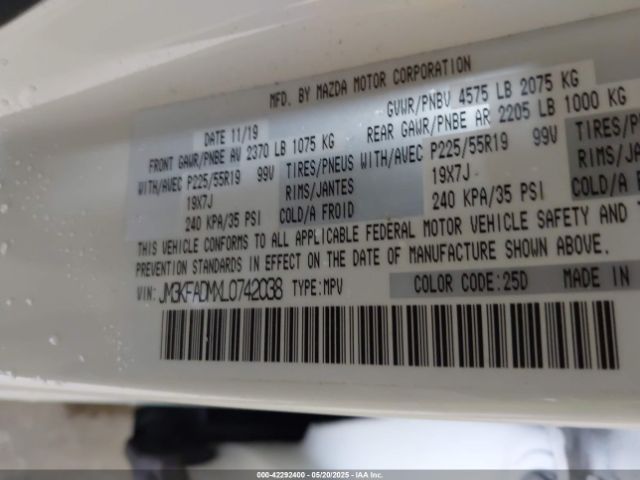 MFD. BY MAZDA MOTOR CORPORATION
DATE 11/19 GVWR/PNBV 4575 LB 2075 KG
FRONT GAWR/PNBE AV 2370 LB 1075 KG REAR GAWR/PNBE AR 2205 LB 1000 KG
WITH/AVEC P225/55R19 99V TIRES/PNEUS WITH/AVEC P225/55R19 99V TIRES/
19X7J RIMS/JANTES 19X7J RIMS/
240 KPA/35 PSI COLD/A FROID 240 KPA/35 PSI COLD/A
THIS VEHICLE CONFORMS TO ALL APPLICABLE FEDERAL MOTOR VEHICLE SAFETY AND
PREVENTION STANDARDS IN EFFECT ON THE DATE OF MANUFACTURE SHOWN ABOVE.
VIN: JM3KFADMXL0742038 TYPE:MPV COLOR CODE:25D MADE IN
000-42292400 - 05/20/2025 - IAA Inc.